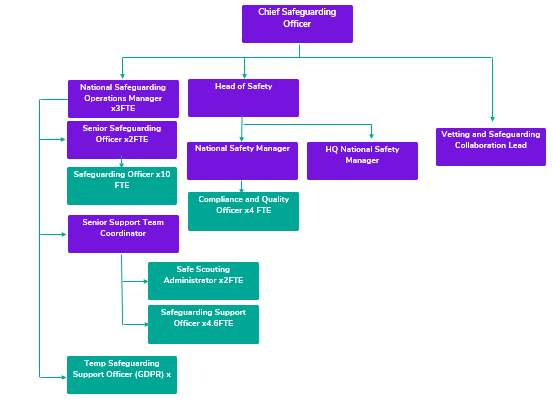 Chief Safeguarding
Officer
National Safeguarding
Operations Manager
x3FTE
Head of Safety
Senior Safeguarding
Officer x2FTE
Vetting and Safeguarding
Collaboration Lead
National Safety Manager
HQ National Safety
Manager
Safeguarding Officer x10
FTE
Compliance and Quality
Officer x4 FTE
Senior Support Team
Coordinator
Safe Scouting
Administrator x2FTE
Safeguarding Support
Officer x4.6FTE
Temp Safeguarding
Support Officer (GDPR) x